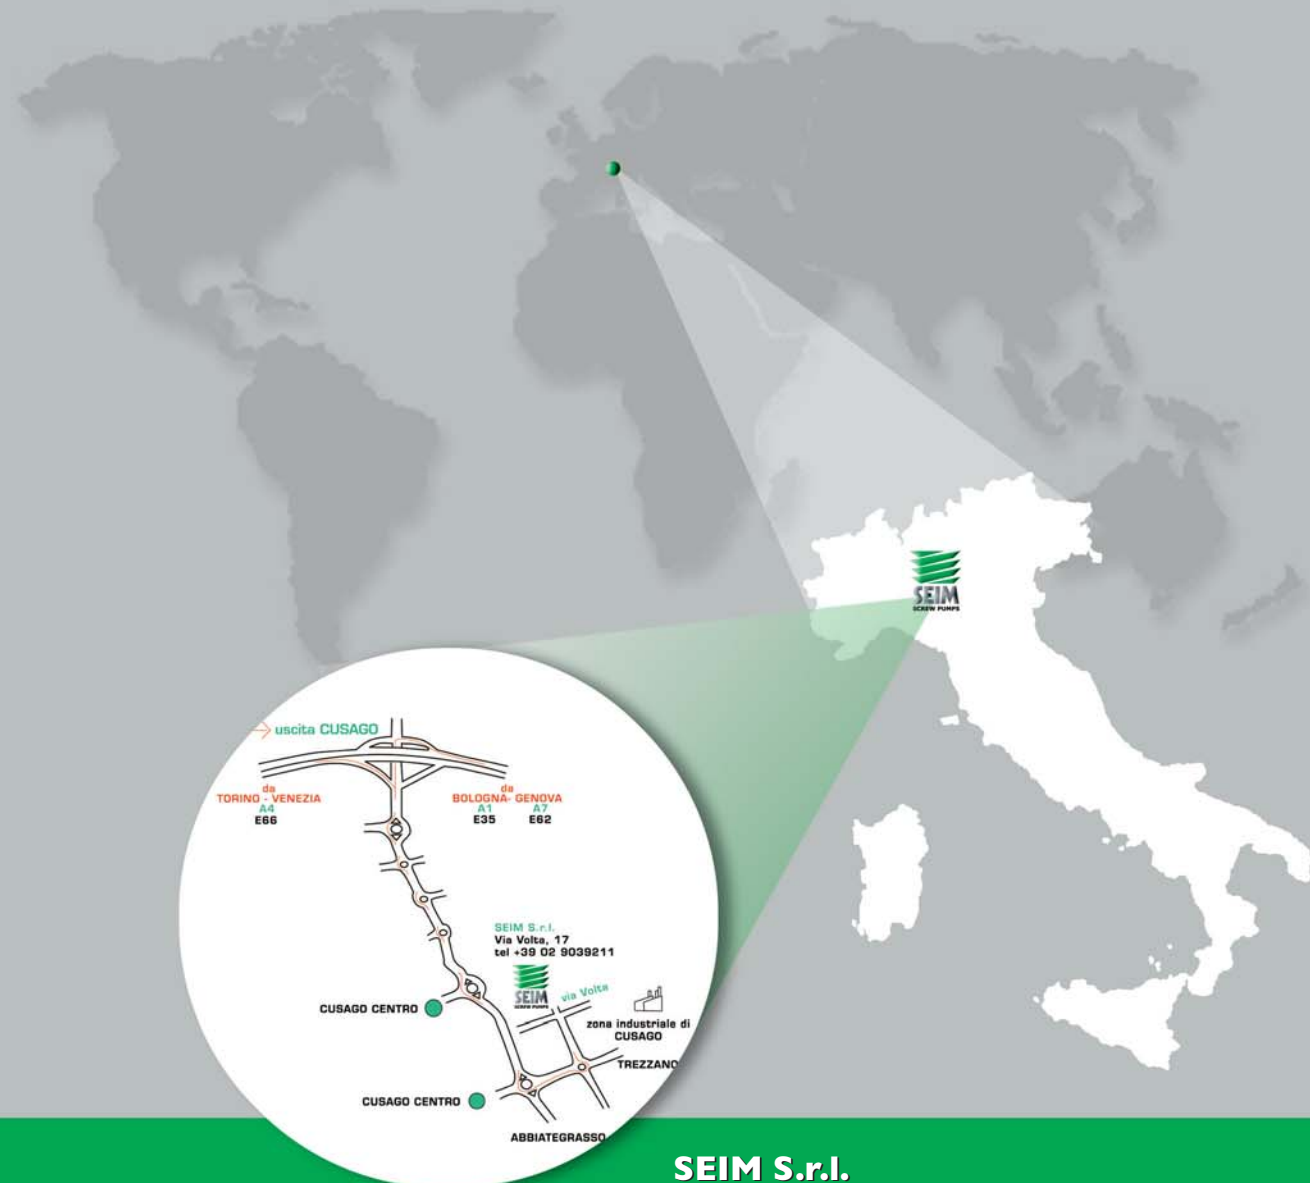 SEIM
SCREW PUMPS
uscita CUSAGO
da
TORINO - VENEZIA
A4
E66
da
BOLOGNA- GENOVA
A1 A7
E35 E62
SEIM S.r.l.
Via Volta, 17
tel +39 02 9039211
SEIM
SCREW PUMPS
via Volta
CUSAGO CENTRO
zona industriale di
CUSAGO
TREZZANO
CUSAGO CENTRO
ABBIATEGRASSO
SEIM S.r.l.